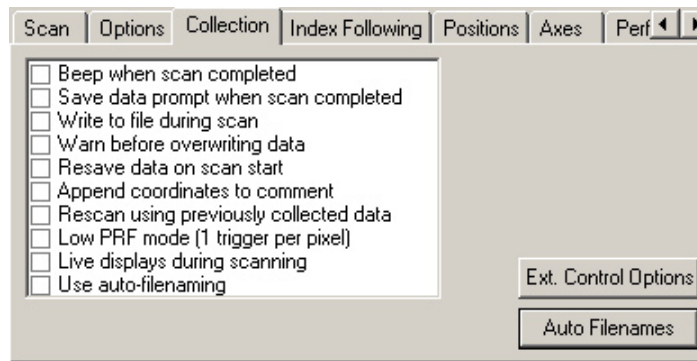 Scan Options Collection Index Following Positions Axes Perf
Beep when scan completed
Save data prompt when scan completed
Write to file during scan
Warn before overwriting data
Resave data on scan start
Append coordinates to comment
Rescan using previously collected data
Low PRF mode (1 trigger per pixel)
Live displays during scanning
Use auto-filenaming
Ext. Control Options
Auto Filenames